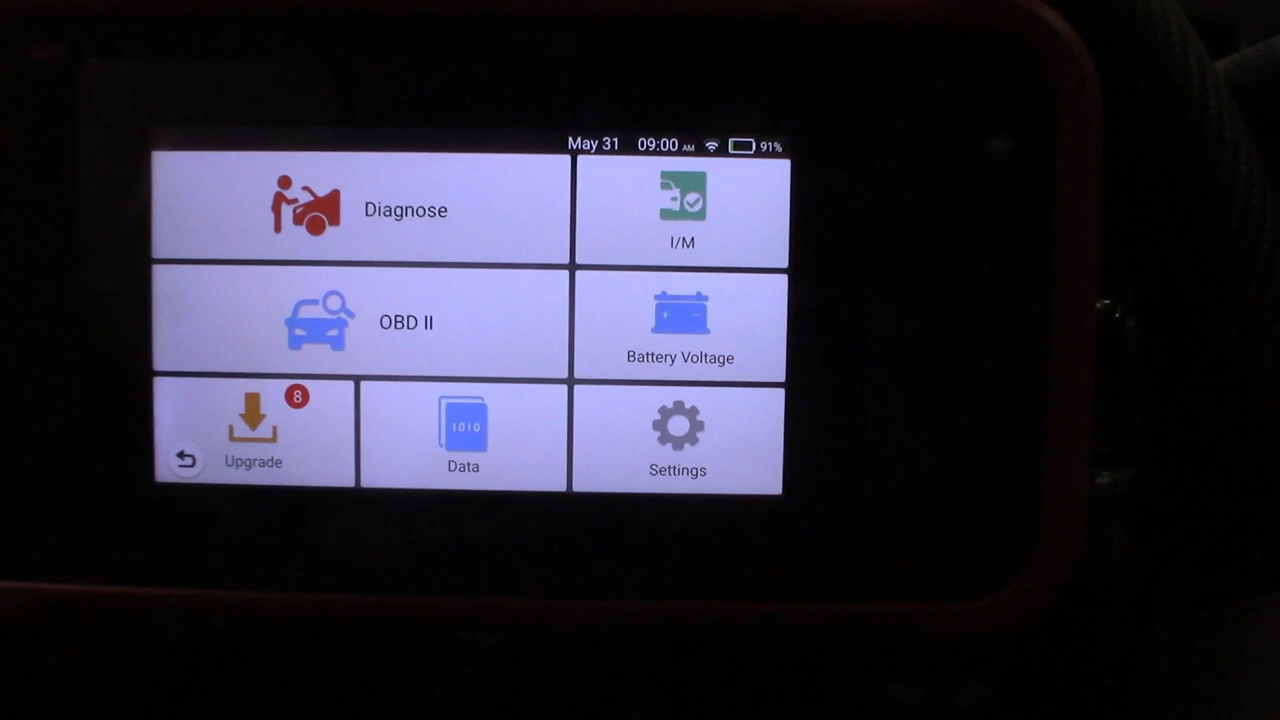 May 31 09:00 AM 91%
Diagnose
I/M
OBD II
+ -
Battery Voltage
8
Upgrade
1010
Data
Settings